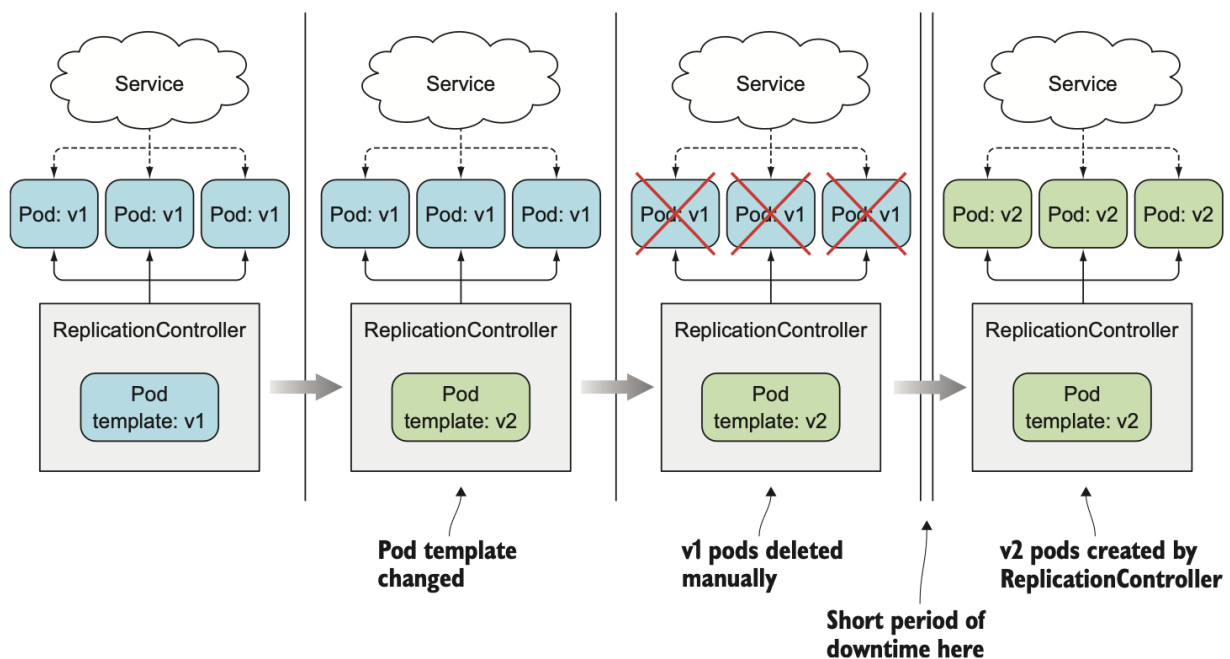 Service
Pod: v1
Pod: v1
Pod: v1
ReplicationController
Pod
template: v1
Service
Pod: v1
Pod: v1
Pod: v1
ReplicationController
Pod
template: v2
Pod template
changed
Service
Pod: v1
Pod: v1
Pod: v1
ReplicationController
Pod
template: v2
v1 pods deleted
manually
Short period of
downtime here
Service
Pod: v2
Pod: v2
Pod: v2
ReplicationController
Pod
template: v2
v2 pods created by
ReplicationController